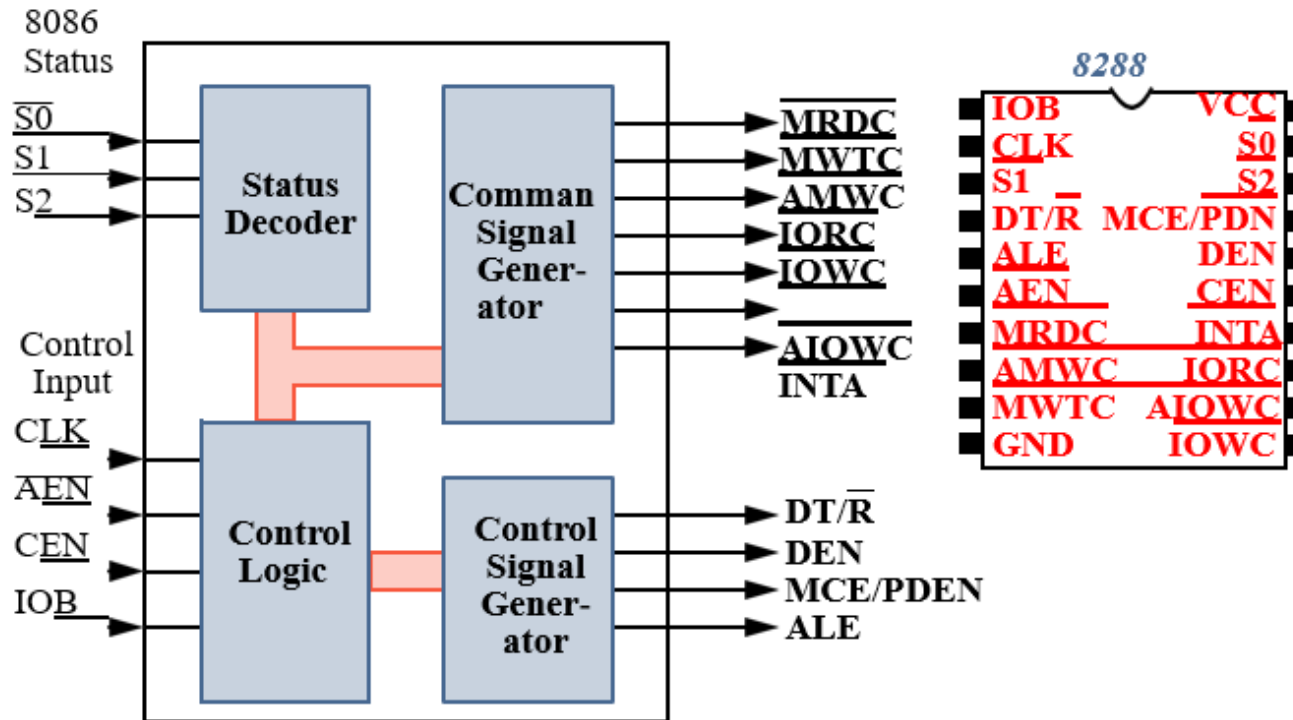 8086
Status
S0
S1
S2
Status
Decoder
Comman
Signal
Gener-
ator
MRDC
MWTC
AMWC
IORC
IOWC
AIOWC
INTA
Control
Input
CLK
AEN
CEN
IOB
Control
Logic
Control
Signal
Gener-
ator
DT/R
DEN
MCE/PDEN
ALE
8288
IOB VCC
CLK S0
S1 S2
DT/R MCE/PDN
ALE DEN
AEN CEN
MRDC INTA
AMWC IORC
MWTC AIOWC
GND IOWC